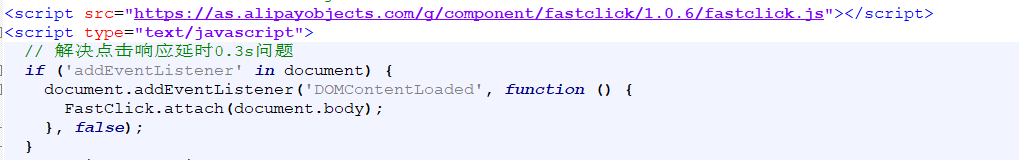 <script src="https://as.alipayobjects.com/g/component/fastclick/1.0.6/fastclick.js"></script>
<script type="text/javascript">
  // 解决点击响应延时0.3s问题
  if ('addEventListener' in document) {
    document.addEventListener('DOMContentLoaded', function () {
      FastClick.attach(document.body);
    }, false);
  }